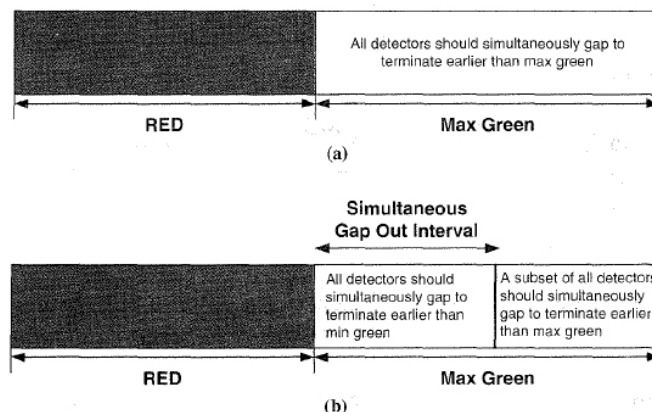 All detectors should simultaneously gap to
terminate earlier than max green
RED
Max Green
(a)
Simultaneous
Gap Out Interval
All detectors should
simultaneously gap to
terminate earlier than
min green
A subset of all detectors
should simultaneously
gap to terminate earlier
than max green
RED
Max Green
(b)